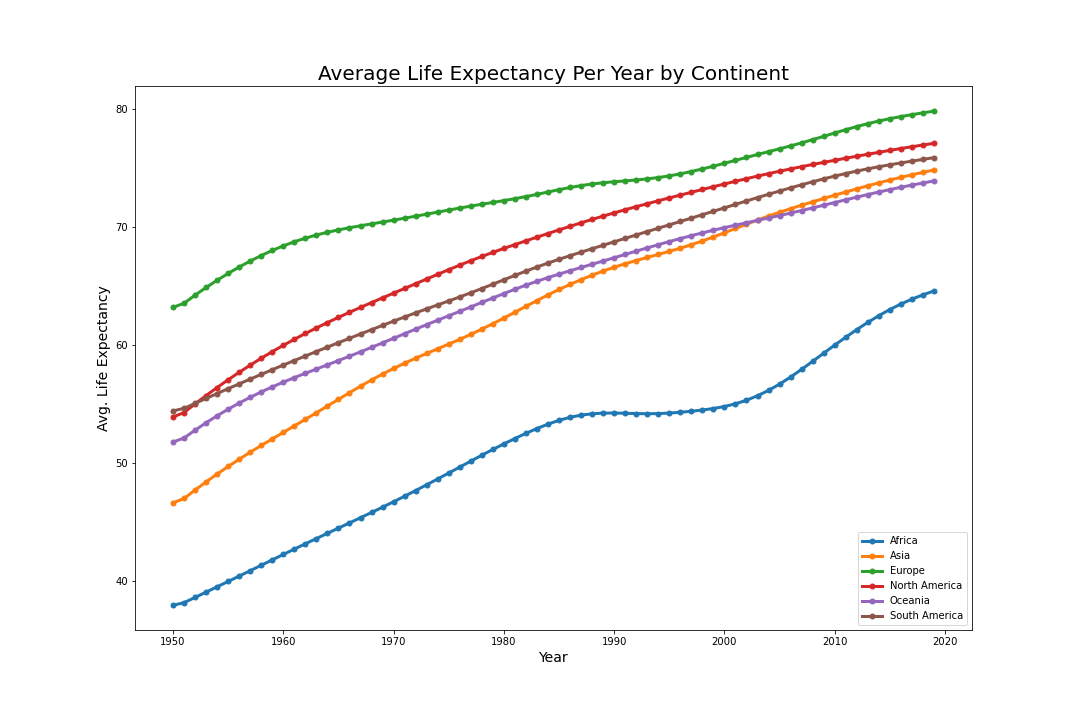 Average Life Expectancy Per Year by Continent
80
70
60
50
40
Avg. Life Expectancy
1950 1960 1970 1980 1990 2000 2010 2020
Year
Africa
Asia
Europe
North America
Oceania
South America